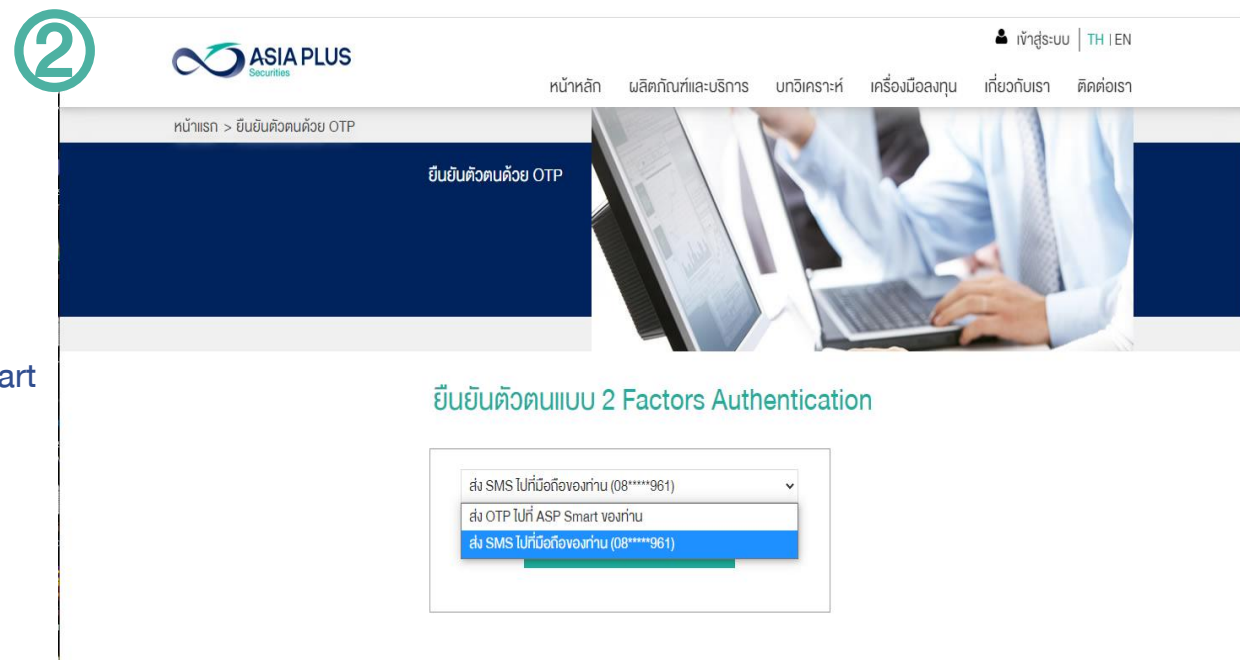 2
ASIA PLUS
Securities
เข้าสู่ระบบ | TH | EN
หน้าหลัก ผลิตภัณฑ์และบริการ บทวิเคราะห์ เครื่องมือลงทุน เกี่ยวกับเรา ติดต่อเรา
หน้าแรก > ยืนยันตัวตนด้วย OTP
ยืนยันตัวตนด้วย OTP
art
ยืนยันตัวตนแบบ 2 Factors Authentication
ส่ง SMS ไปที่มือถือของท่าน (08*****961)
ส่ง OTP ไปที่ ASP Smart ของท่าน
ส่ง SMS ไปที่มือถือของท่าน (08*****961)